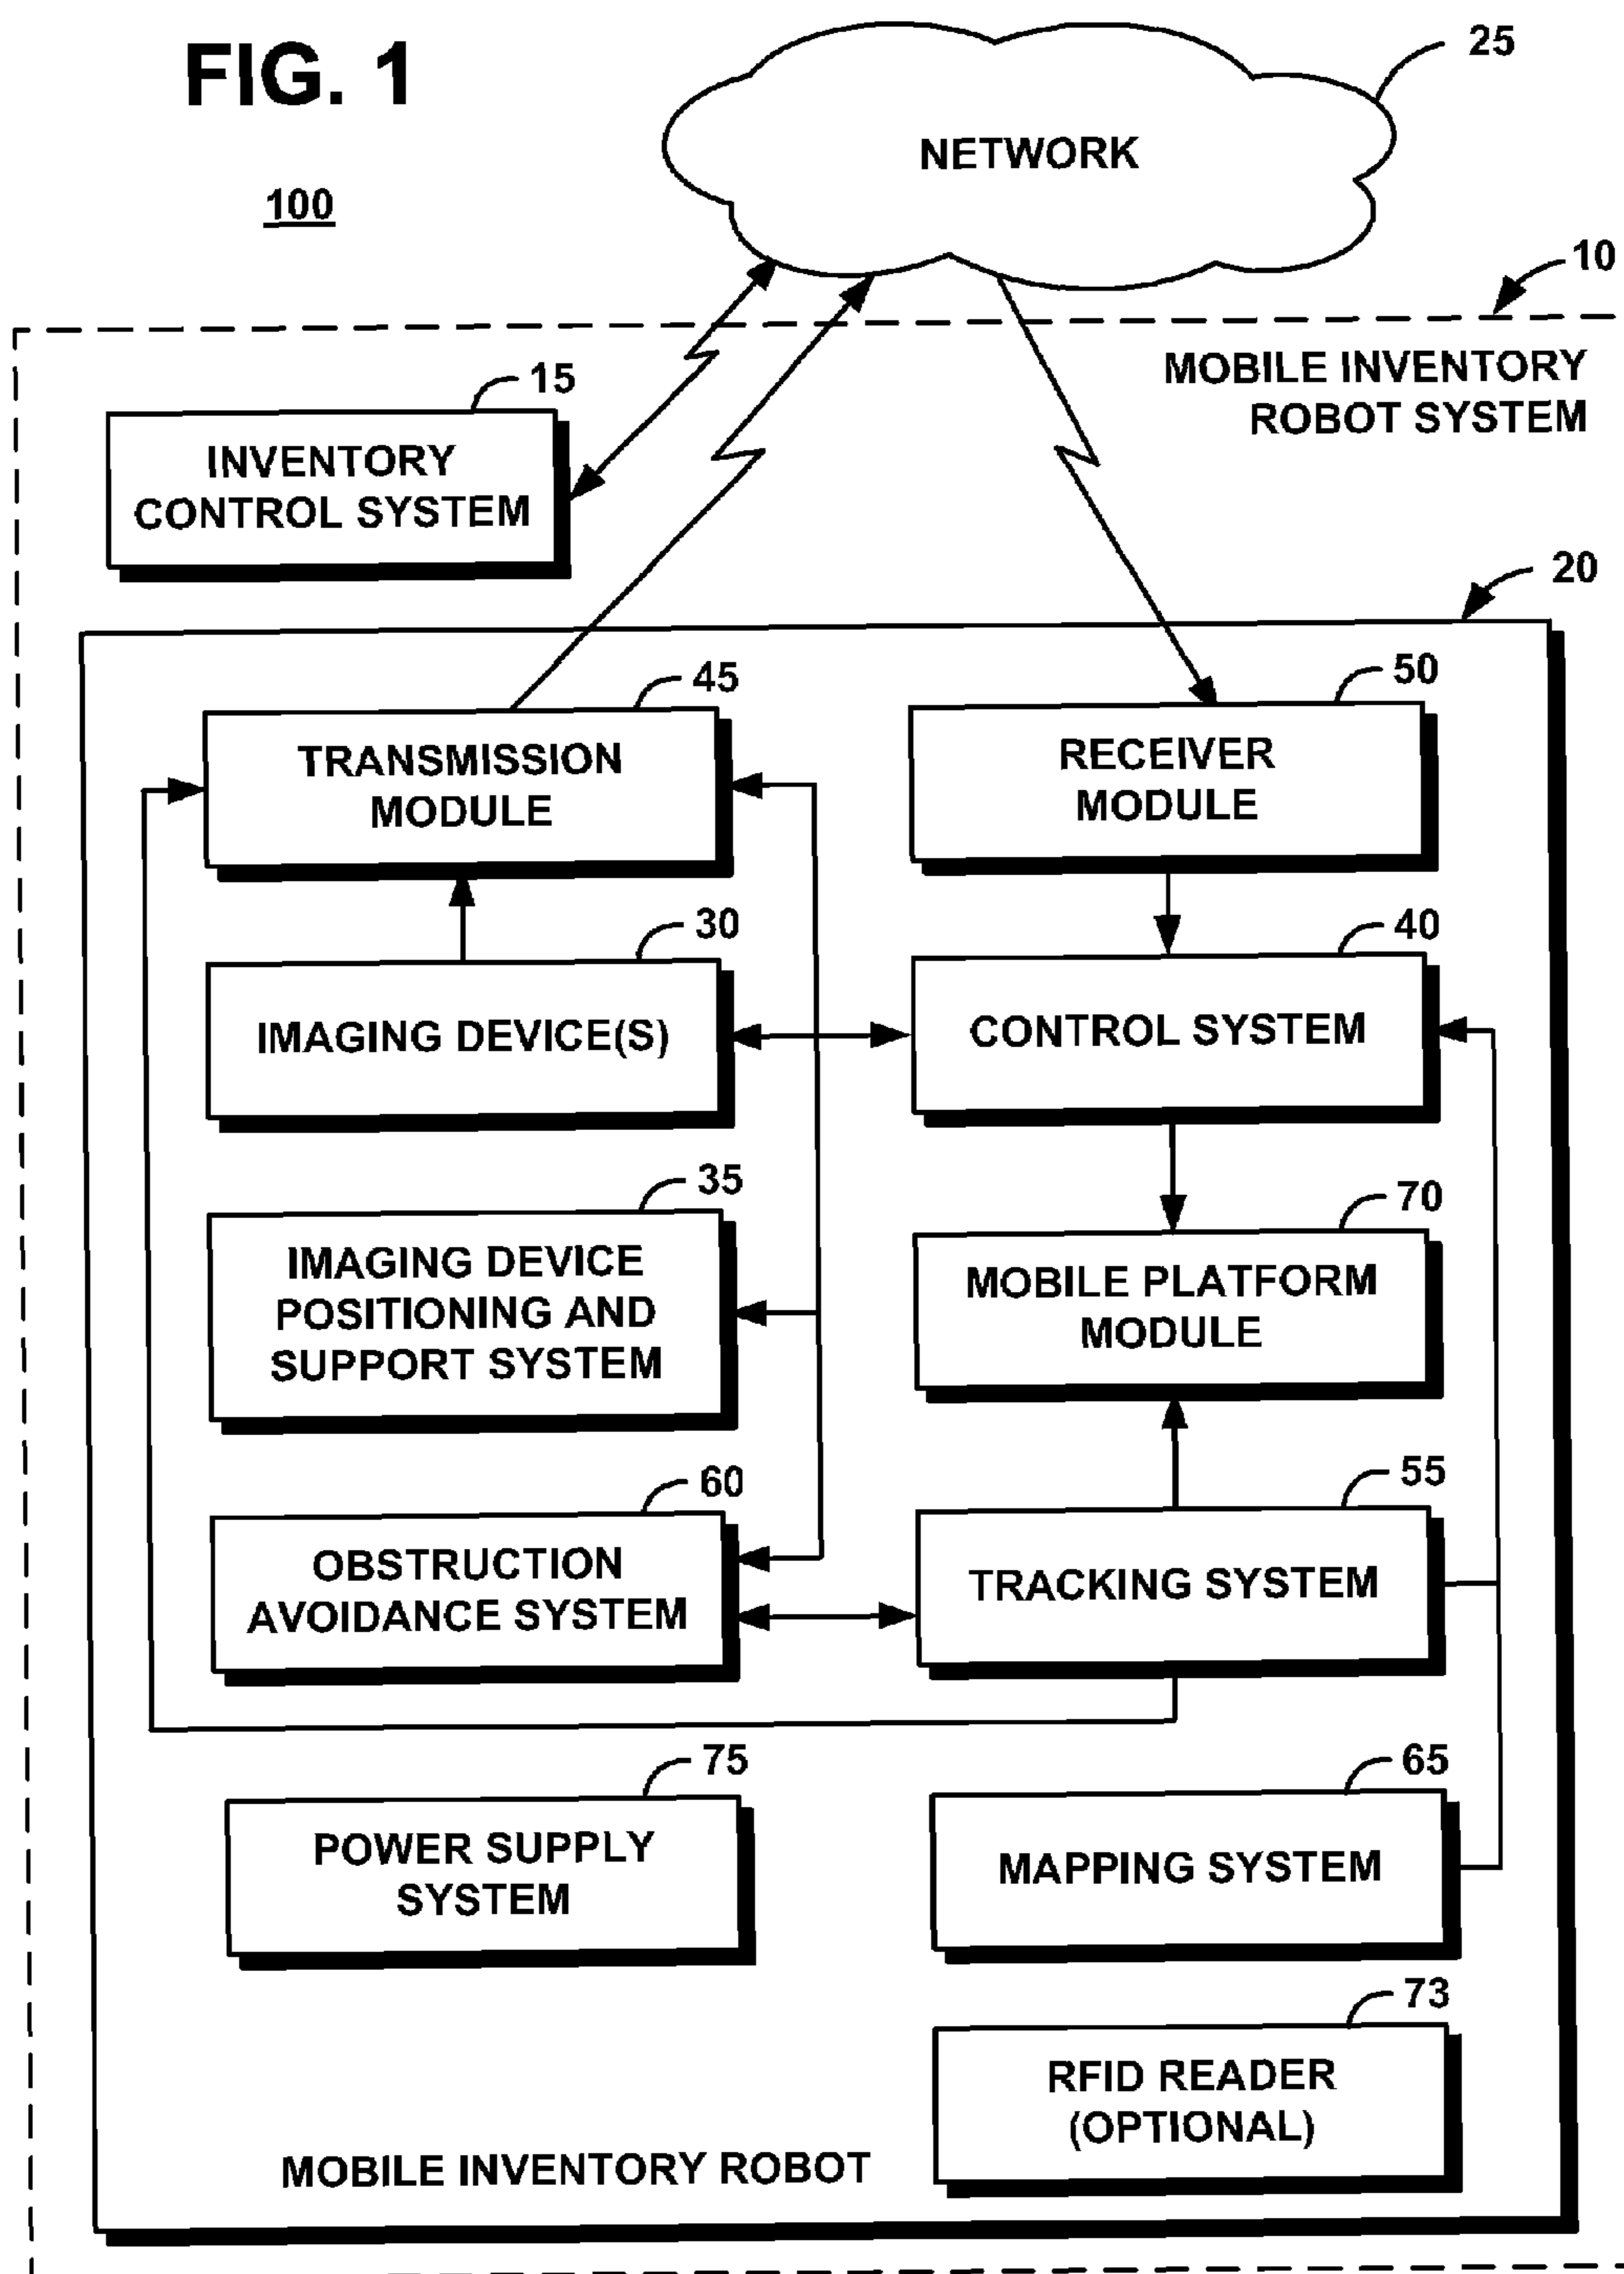 FIG. 1
100
NETWORK
25
10
MOBILE INVENTORY
ROBOT SYSTEM
15
INVENTORY
CONTROL SYSTEM
20
45
TRANSMISSION
MODULE
50
RECEIVER
MODULE
30
IMAGING DEVICE(S)
40
CONTROL SYSTEM
35
IMAGING DEVICE
POSITIONING AND
SUPPORT SYSTEM
70
MOBILE PLATFORM
MODULE
60
OBSTRUCTION
AVOIDANCE SYSTEM
55
TRACKING SYSTEM
75
POWER SUPPLY
SYSTEM
65
MAPPING SYSTEM
73
RFID READER
(OPTIONAL)
MOBILE INVENTORY ROBOT